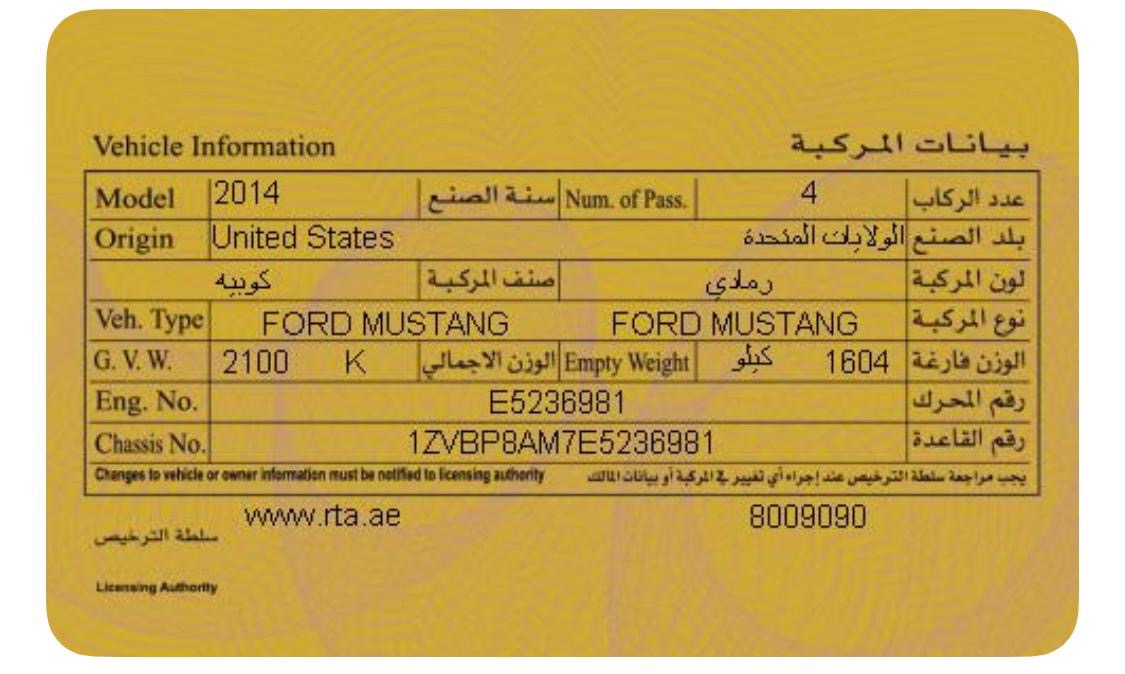 Vehicle Information بيانات المركبة
Model 2014 سنة الصنع Num. of Pass. 4 عدد الركاب
Origin United States الولايات المتحدة بلد الصنع
كوبيه صنف المركبة رمادي لون المركبة
Veh. Type FORD MUSTANG FORD MUSTANG نوع المركبة
G. V. W. 2100 K الوزن الاجمالي Empty Weight كيلو 1604 الوزن فارغة
Eng. No. E5236981 رقم المحرك
Chassis No. 1ZVBP8AM7E5236981 رقم القاعدة
Changes to vehicle or owner information must be notified to licensing authority يجب مراجعة سلطة الترخيص عند إجراء أي تغيير في المركبة أو بيانات المالك
www.rta.ae 8009090
سلطة الترخيص
Licensing Authority